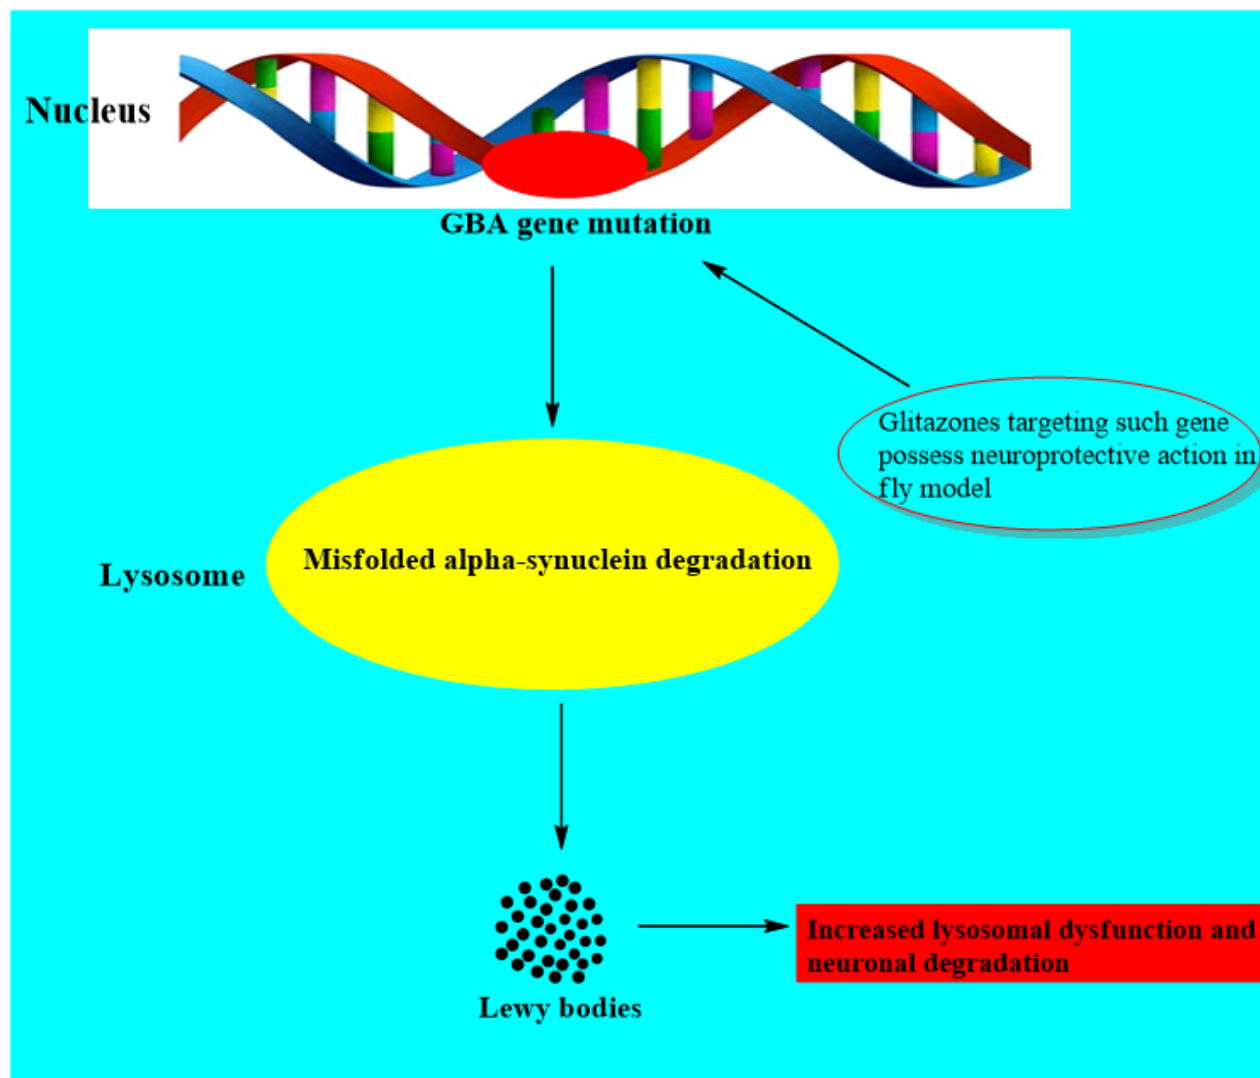 Nucleus
GBA gene mutation
Glitazones targeting such gene
possess neuroprotective action in
fly model
Misfolded alpha-synuclein degradation
Lysosome
Increased lysosomal dysfunction and
neuronal degradation
Lewy bodies